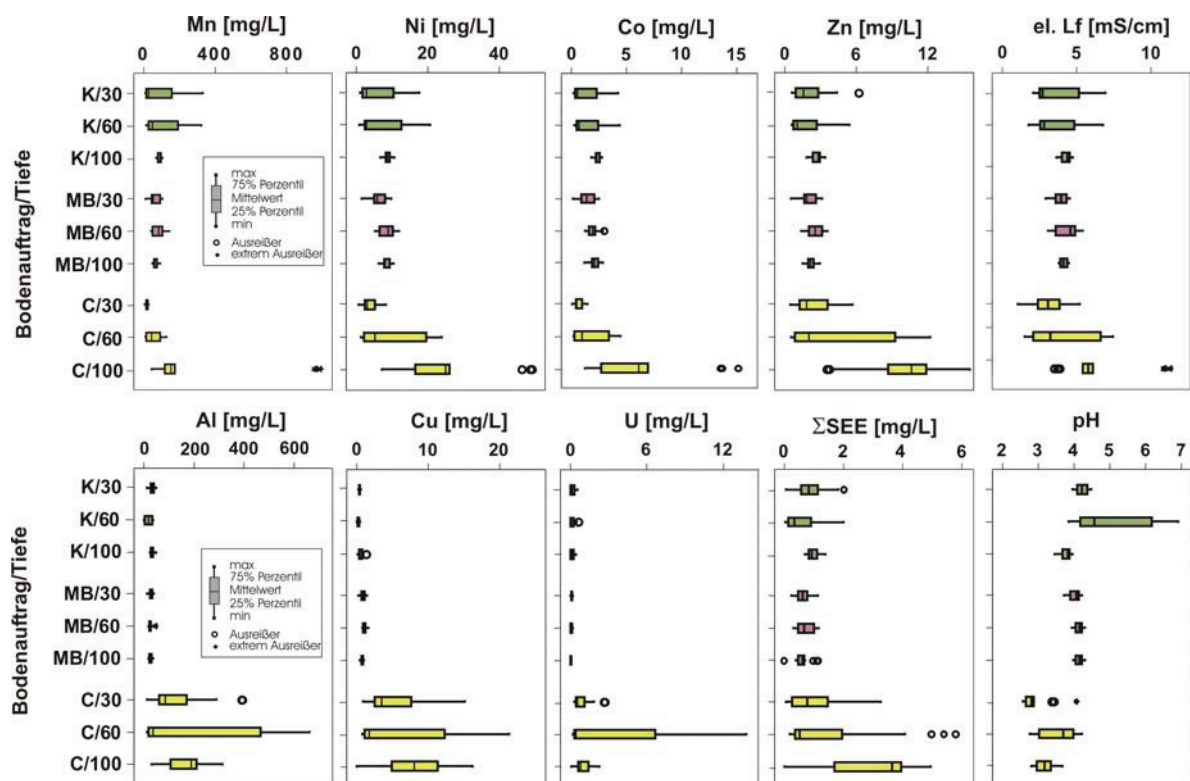 Mn [mg/L]
Ni [mg/L]
Co [mg/L]
Zn [mg/L]
el. Lf [mS/cm]
0 400 800
0 20 40
0 5 10 15
0 4 8 12
0 5 10
Bodenauftrag/Tiefe
K/30
K/60
K/100
MB/30
MB/60
MB/100
C/30
C/60
C/100
max
75% Perzentil
Mittelwert
25% Perzentil
min
Ausreißer
extrem Ausreißer
Al [mg/L]
Cu [mg/L]
U [mg/L]
ΣSEE [mg/L]
pH
0 200 400 600
0 10 20
0 6 12
0 2 4 6
2 3 4 5 6 7
Bodenauftrag/Tiefe
K/30
K/60
K/100
MB/30
MB/60
MB/100
C/30
C/60
C/100
max
75% Perzentil
Mittelwert
25% Perzentil
min
Ausreißer
extrem Ausreißer